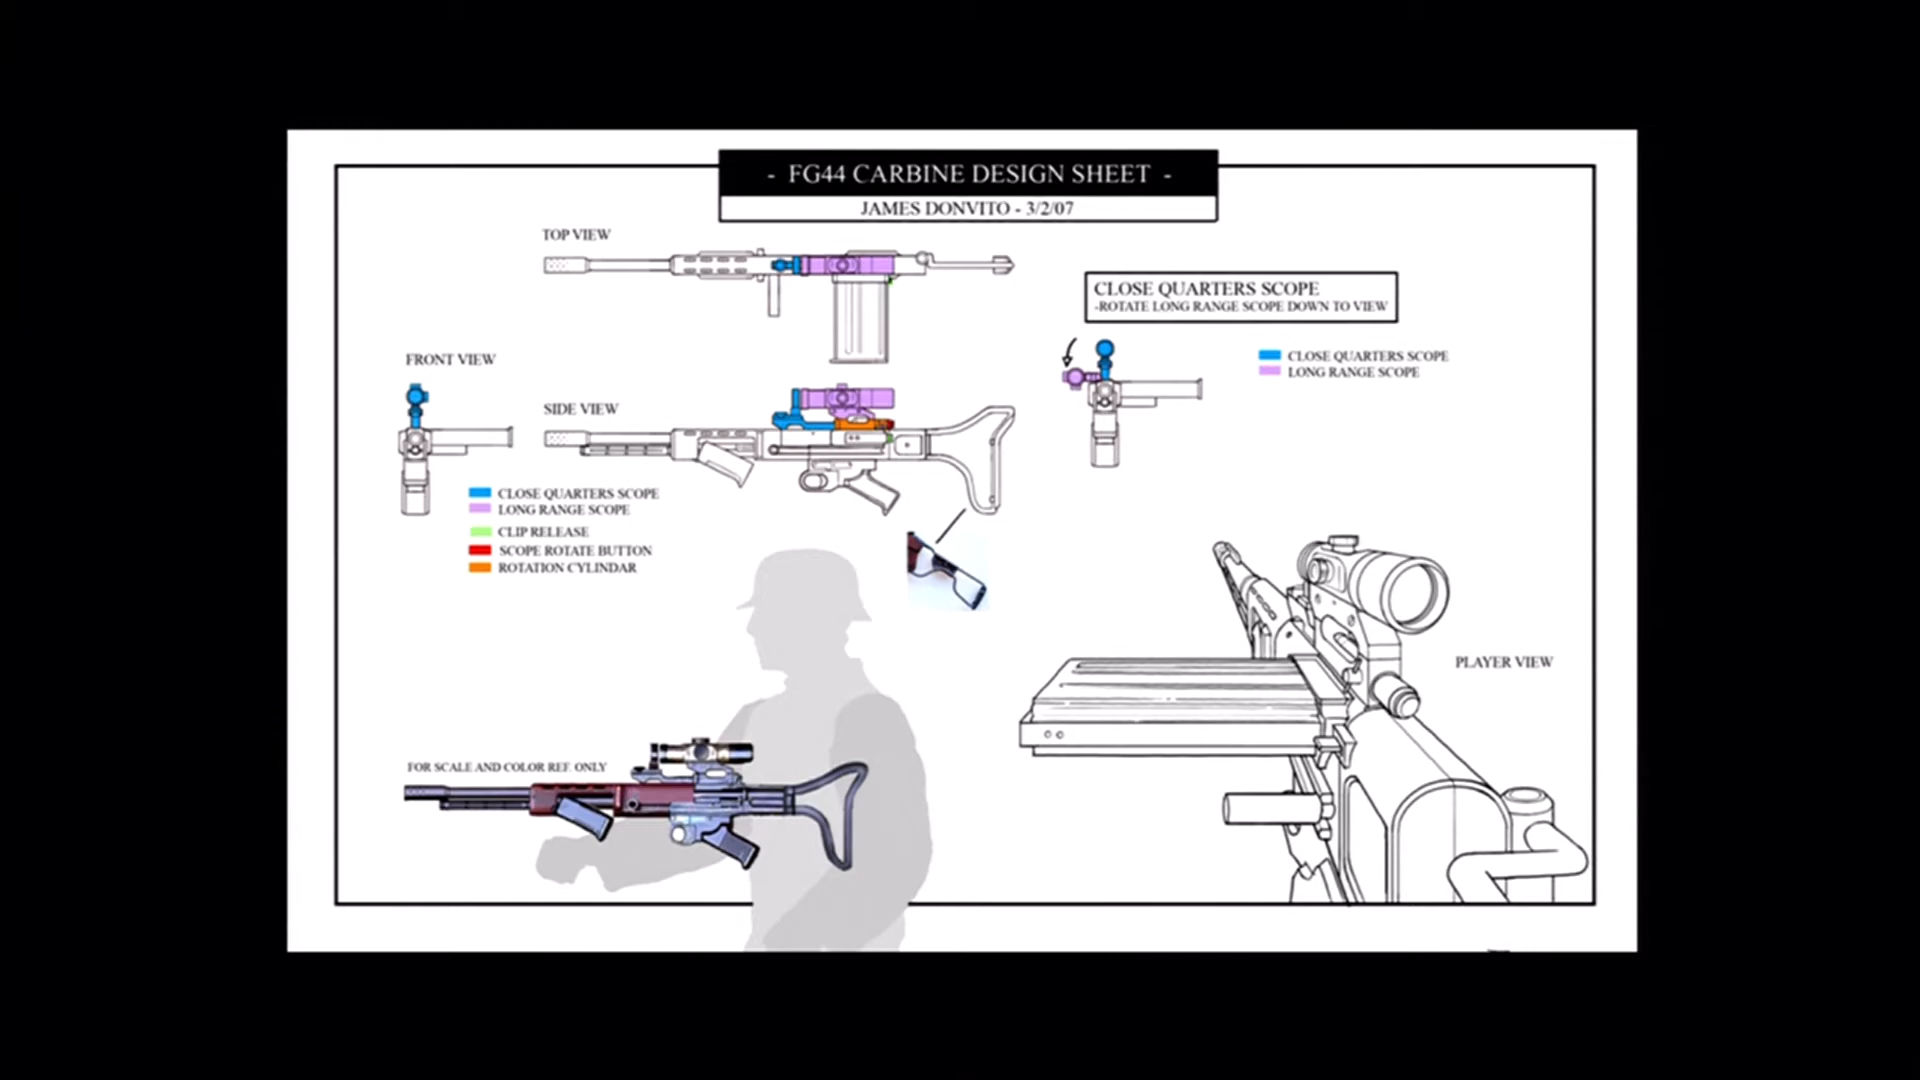 - FG44 CARBINE DESIGN SHEET -
JAMES DONVITO - 3/2/07
TOP VIEW
CLOSE QUARTERS SCOPE
-ROTATE LONG RANGE SCOPE DOWN TO VIEW
CLOSE QUARTERS SCOPE
LONG RANGE SCOPE
FRONT VIEW
SIDE VIEW
CLOSE QUARTERS SCOPE
LONG RANGE SCOPE
CLIP RELEASE
SCOPE ROTATE BUTTON
ROTATION CYLINDAR
PLAYER VIEW
FOR SCALE AND COLOR REF. ONLY